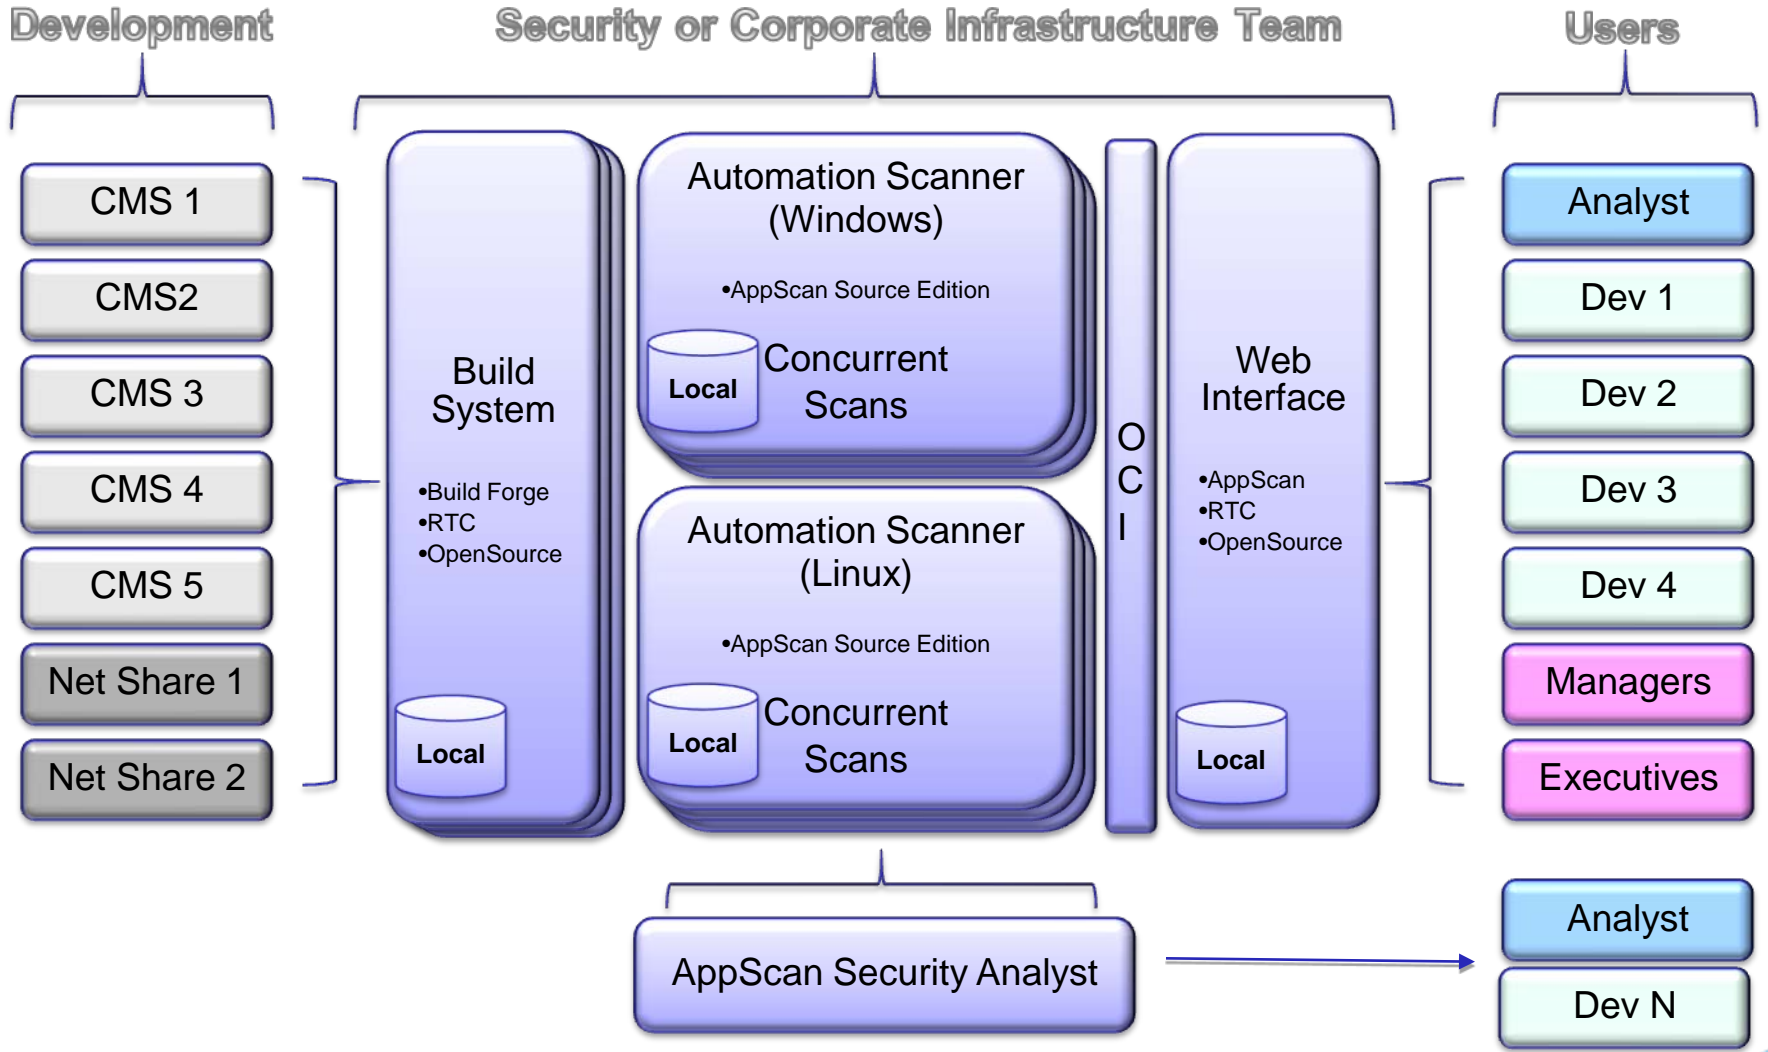 Development
Security or Corporate Infrastructure Team
Users
CMS 1
CMS2
CMS 3
CMS 4
CMS 5
Net Share 1
Net Share 2
Build
System
•Build Forge
•RTC
•OpenSource
Local
Automation Scanner
(Windows)
•AppScan Source Edition
Concurrent
Scans
Local
Automation Scanner
(Linux)
•AppScan Source Edition
Concurrent
Scans
Local
O
C
I
Web
Interface
•AppScan
•RTC
•OpenSource
Local
Analyst
Dev 1
Dev 2
Dev 3
Dev 4
Managers
Executives
AppScan Security Analyst
Analyst
Dev N